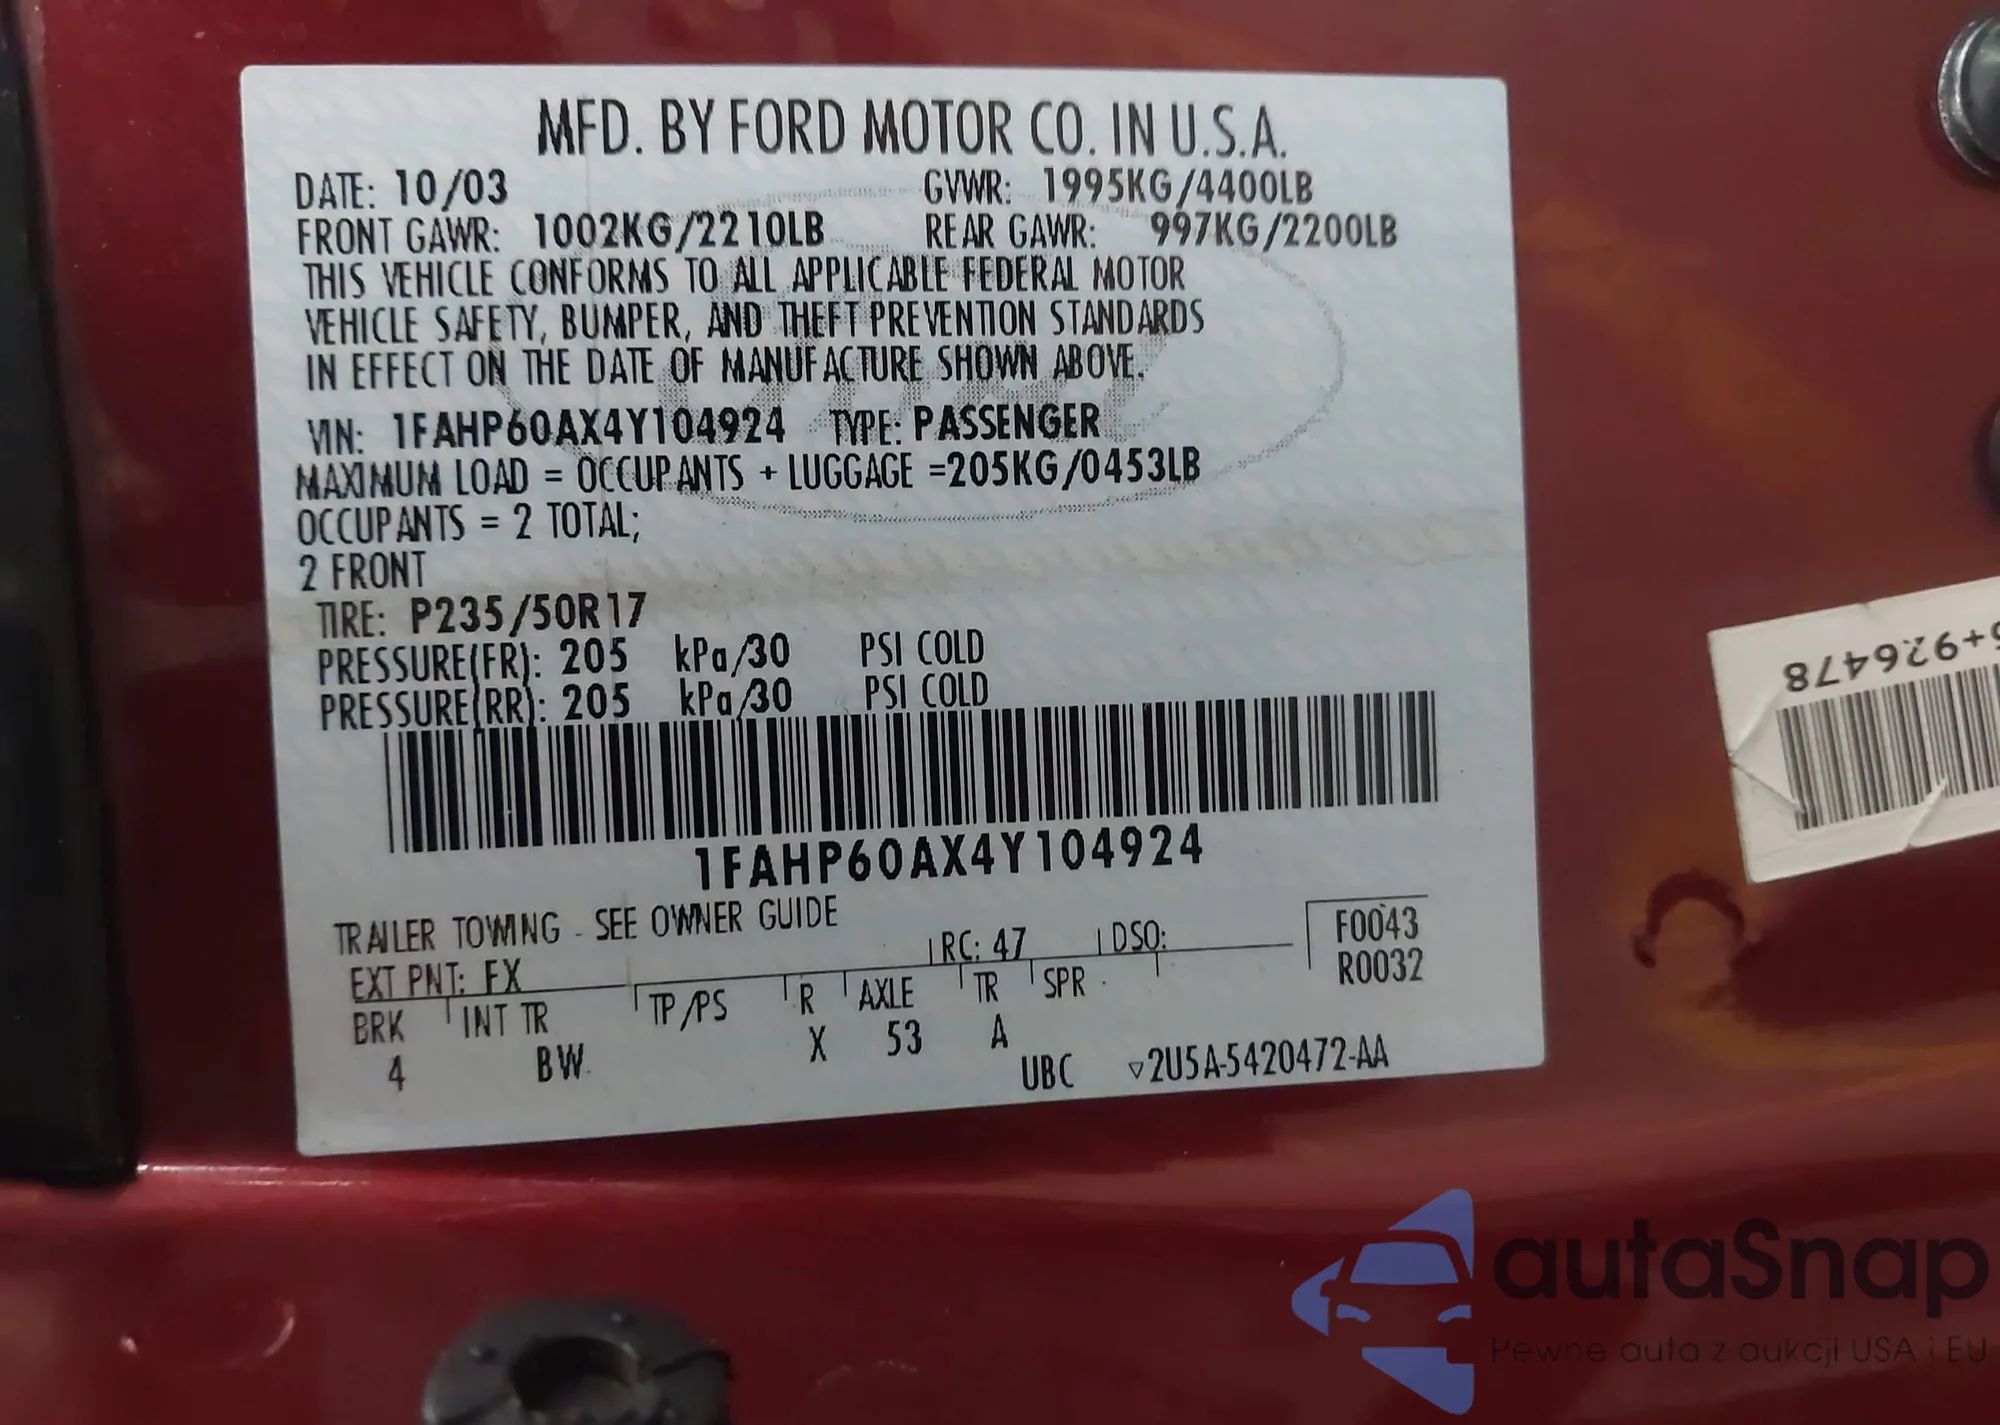 MFD. BY FORD MOTOR CO. IN U.S.A.
DATE: 10/03 GVWR: 1995KG/4400LB
FRONT GAWR: 1002KG/2210LB REAR GAWR: 997KG/2200LB
THIS VEHICLE CONFORMS TO ALL APPLICABLE FEDERAL MOTOR
VEHICLE SAFETY, BUMPER, AND THEFT PREVENTION STANDARDS
IN EFFECT ON THE DATE OF MANUFACTURE SHOWN ABOVE.
VIN: 1FAHP60AX4Y104924 TYPE: PASSENGER
MAXIMUM LOAD = OCCUPANTS + LUGGAGE =205KG/0453LB
OCCUPANTS = 2 TOTAL;
2 FRONT
TIRE: P235/50R17
PRESSURE(FR): 205 kPa/30 PSI COLD
PRESSURE(RR): 205 kPa/30 PSI COLD
1FAHP60AX4Y104924
TRAILER TOWING - SEE OWNER GUIDE
EXT PNT: FX RC: 47 DSO: F0043
R0032
BRK INT TR TP/PS R AXLE TR SPR
4 BW X 53 A
UBC ▿2U5A-5420472-AA
+926478
autaSnap
Pewne auta z aukcji USA i EU